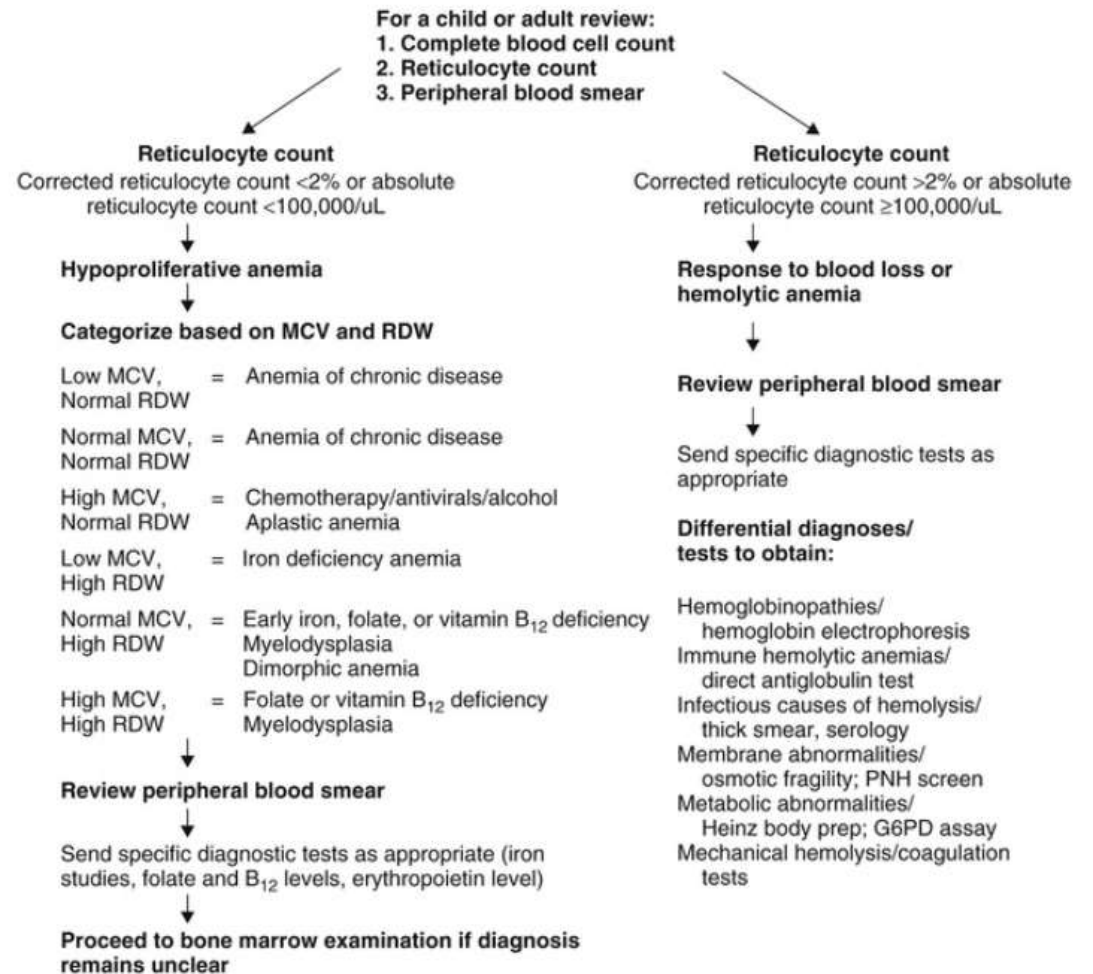 For a child or adult review:
1. Complete blood cell count
2. Reticulocyte count
3. Peripheral blood smear
Reticulocyte count
Corrected reticulocyte count <2% or absolute
reticulocyte count <100,000/uL
Hypoproliferative anemia
Categorize based on MCV and RDW
Low MCV, = Anemia of chronic disease
Normal RDW
Normal MCV, = Anemia of chronic disease
Normal RDW
High MCV, = Chemotherapy/antivirals/alcohol
Normal RDW Aplastic anemia
Low MCV, = Iron deficiency anemia
High RDW
Normal MCV, = Early iron, folate, or vitamin B12 deficiency
High RDW Myelodysplasia
Dimorphic anemia
High MCV, = Folate or vitamin B12 deficiency
High RDW Myelodysplasia
Review peripheral blood smear
Send specific diagnostic tests as appropriate (iron
studies, folate and B12 levels, erythropoietin level)
Proceed to bone marrow examination if diagnosis
remains unclear
Reticulocyte count
Corrected reticulocyte count >2% or absolute
reticulocyte count ≥100,000/uL
Response to blood loss or
hemolytic anemia
Review peripheral blood smear
Send specific diagnostic tests as
appropriate
Differential diagnoses/
tests to obtain:
Hemoglobinopathies/
hemoglobin electrophoresis
Immune hemolytic anemias/
direct antiglobulin test
Infectious causes of hemolysis/
thick smear, serology
Membrane abnormalities/
osmotic fragility; PNH screen
Metabolic abnormalities/
Heinz body prep; G6PD assay
Mechanical hemolysis/coagulation
tests